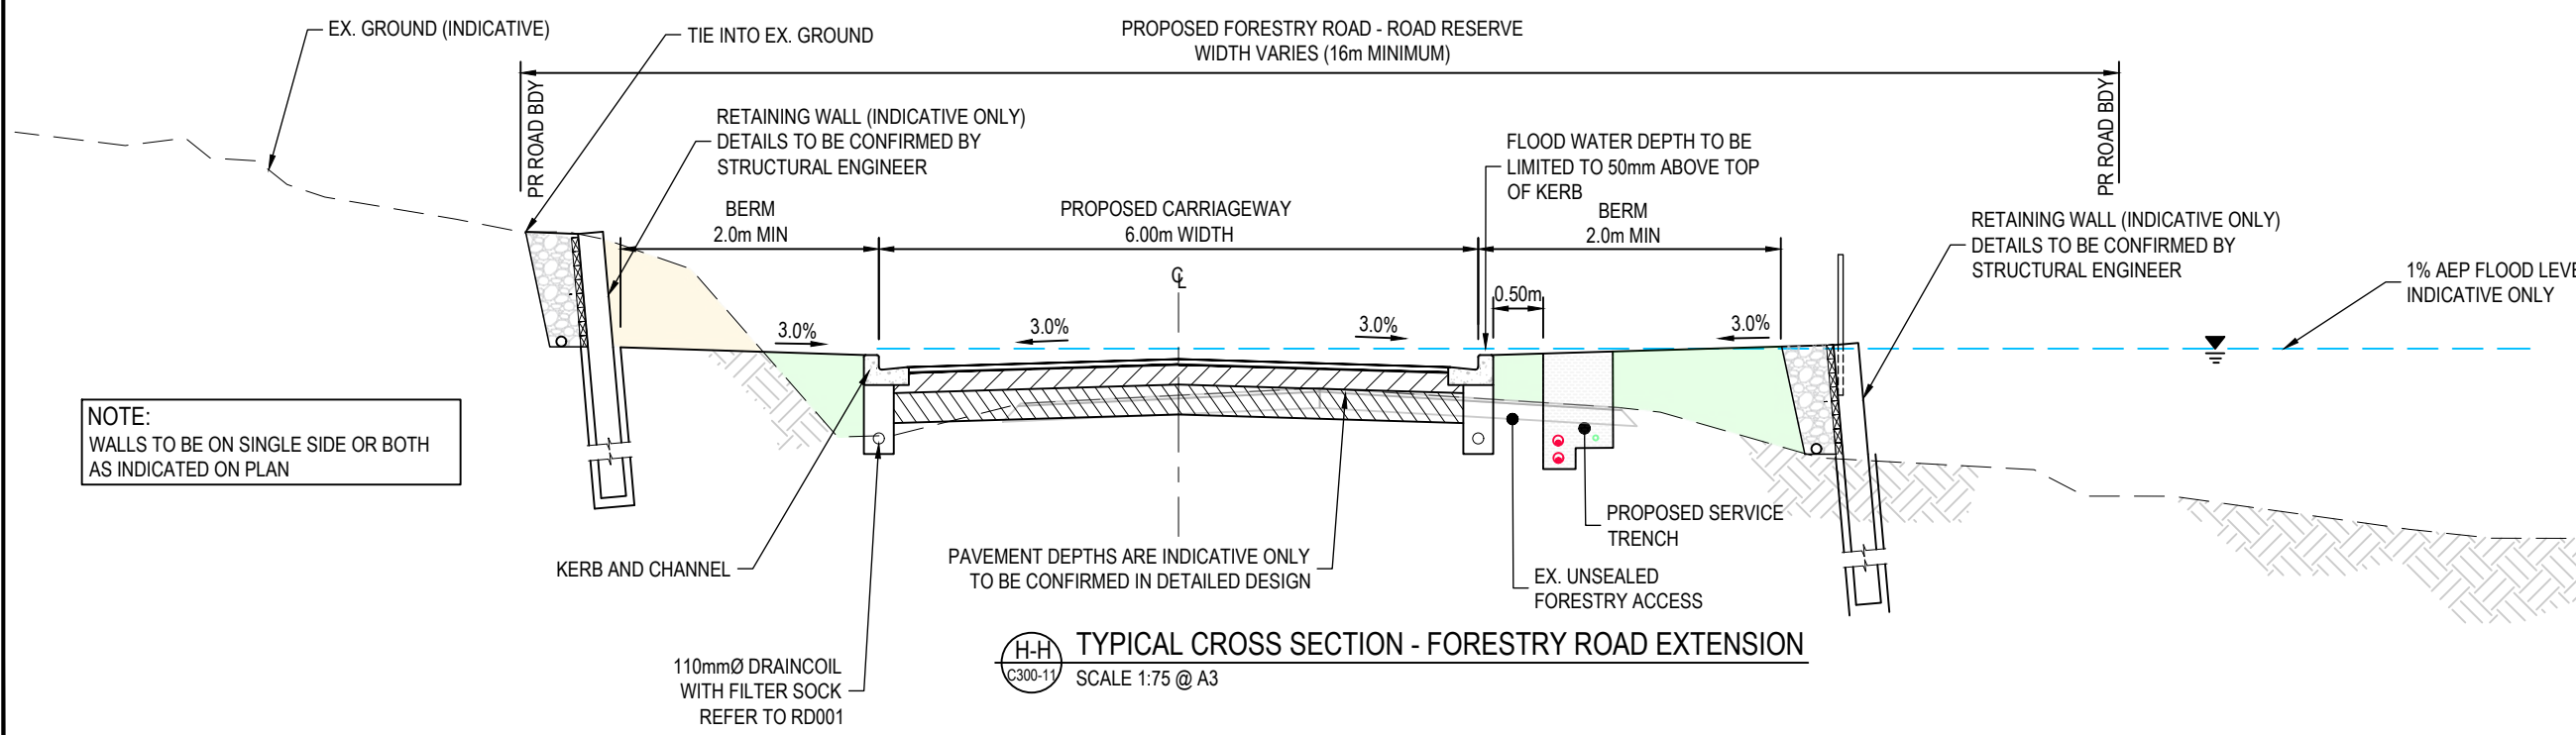 EX. GROUND (INDICATIVE)
TIE INTO EX. GROUND
PROPOSED FORESTRY ROAD - ROAD RESERVE
WIDTH VARIES (16m MINIMUM)
PR ROAD BDY
PR ROAD BDY
RETAINING WALL (INDICATIVE ONLY)
DETAILS TO BE CONFIRMED BY
STRUCTURAL ENGINEER
FLOOD WATER DEPTH TO BE
LIMITED TO 50mm ABOVE TOP
OF KERB
BERM
2.0m MIN
PROPOSED CARRIAGEWAY
6.00m WIDTH
BERM
2.0m MIN
RETAINING WALL (INDICATIVE ONLY)
DETAILS TO BE CONFIRMED BY
STRUCTURAL ENGINEER
1% AEP FLOOD LEVE
INDICATIVE ONLY
CL
0.50m
3.0%
3.0%
3.0%
3.0%
NOTE:
WALLS TO BE ON SINGLE SIDE OR BOTH
AS INDICATED ON PLAN
KERB AND CHANNEL
PAVEMENT DEPTHS ARE INDICATIVE ONLY
TO BE CONFIRMED IN DETAILED DESIGN
PROPOSED SERVICE
TRENCH
EX. UNSEALED
FORESTRY ACCESS
110mmØ DRAINCOIL
WITH FILTER SOCK
REFER TO RD001
H-H
C300-11
TYPICAL CROSS SECTION - FORESTRY ROAD EXTENSION
SCALE 1:75 @ A3